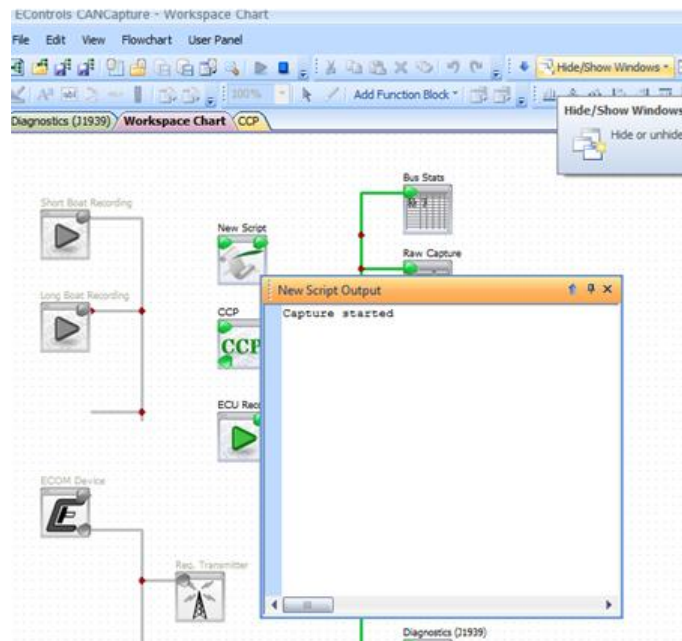 EControls CANCapture - Workspace Chart
File Edit View Flowchart User Panel
Hide/Show Windows
100% Add Function Block
Hide/Show Windows
Hide or unhide
Diagnostics (J1939) Workspace Chart CCP
Bus Stats
Short Boat Recording
New Script
Raw Capture
Long Boat Recording
New Script Output
Capture started
CCP
CCP
ECU Reco
ECOM Device
E
Req. Transmitter
Diagnostics (J1939)